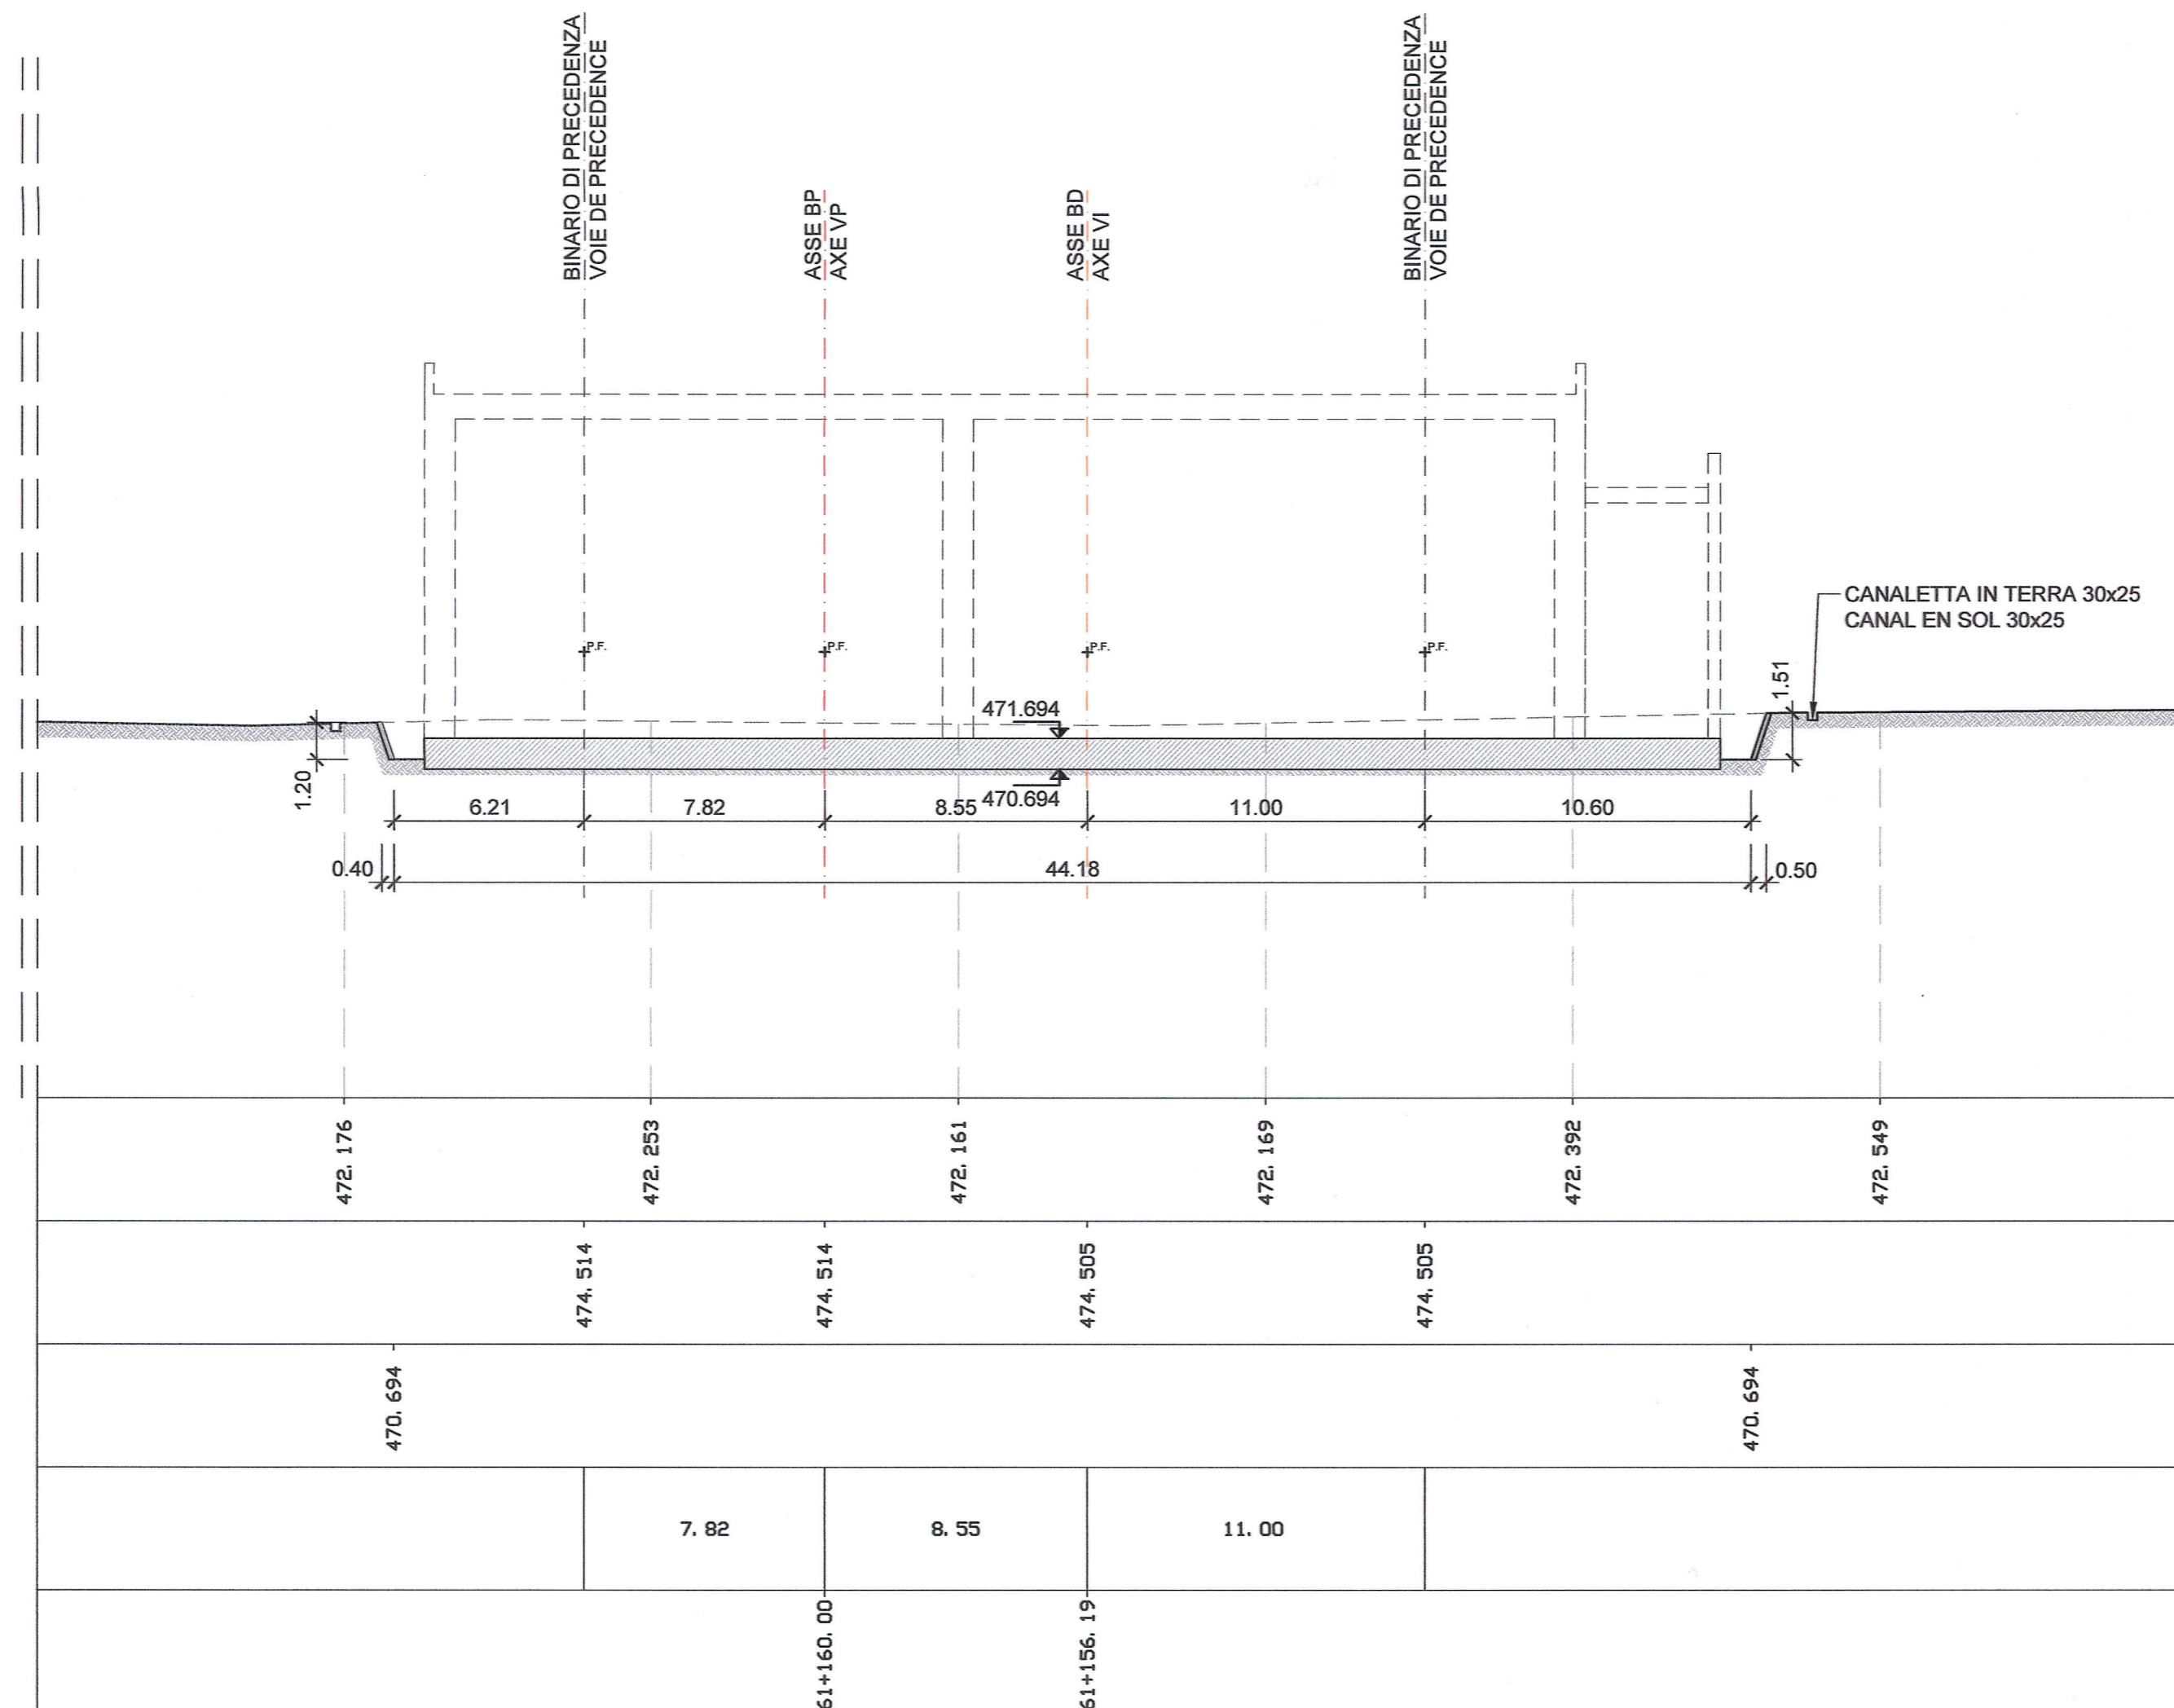 BINARIO DI PRECEDENZA
VOIE DE PRECEDENCE
ASSE BP
AXE VP
ASSE BD
AXE VI
BINARIO DI PRECEDENZA
VOIE DE PRECEDENCE
CANALETTA IN TERRA 30x25
CANAL EN SOL 30x25
P.F.
P.F.
P.F.
P.F.
1.51
471.694
1.20
470.694
6.21
7.82
8.55
11.00
10.60
0.40
44.18
0.50
472.176
472.253
472.161
472.169
472.392
472.549
474.514
474.514
474.505
474.505
470.694
470.694
7.82
8.55
11.00
61+160.00
61+156.19